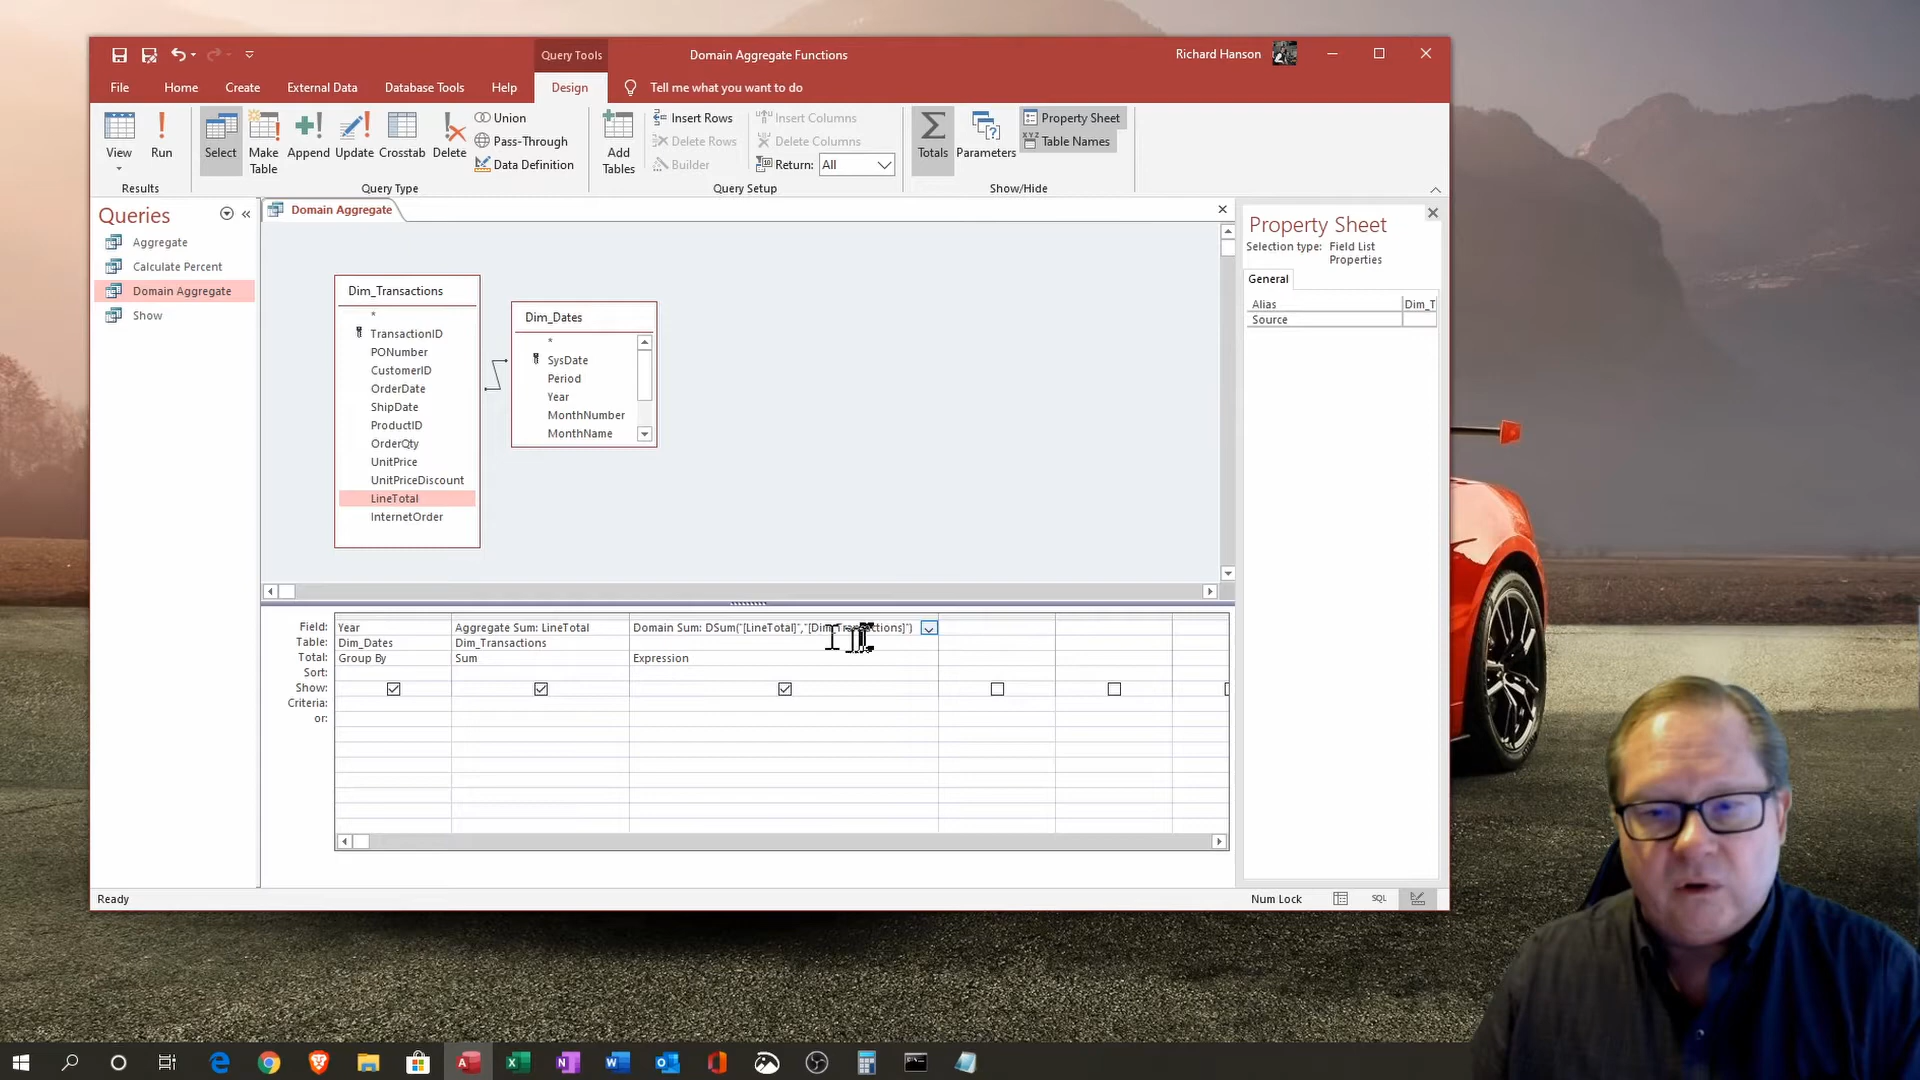 Query Tools
Domain Aggregate Functions
Richard Hanson
File
Home
Create
External Data
Database Tools
Help
Design
Tell me what you want to do
View
Run
Results
Select
Make
Table
Append
Update
Crosstab
Delete
Union
Pass-Through
Data Definition
Query Type
Add
Tables
Insert Rows
Delete Rows
Builder
Insert Columns
Delete Columns
Return: All
Query Setup
Totals
Parameters
Property Sheet
Table Names
Show/Hide
Queries
Aggregate
Calculate Percent
Domain Aggregate
Show
Domain Aggregate
Dim_Transactions
*
TransactionID
PONumber
CustomerID
OrderDate
ShipDate
ProductID
OrderQty
UnitPrice
UnitPriceDiscount
LineTotal
InternetOrder
Dim_Dates
*
SysDate
Period
Year
MonthNumber
MonthName
Property Sheet
Selection type: Field List
Properties
General
Alias Dim_T
Source
Field: Year Aggregate Sum: LineTotal Domain Sum: DSum("[LineTotal]","[Dim_Transactions]")
Table: Dim_Dates Dim_Transactions
Total: Group By Sum Expression
Sort:
Show:
Criteria:
or:
Ready
Num Lock
SQL